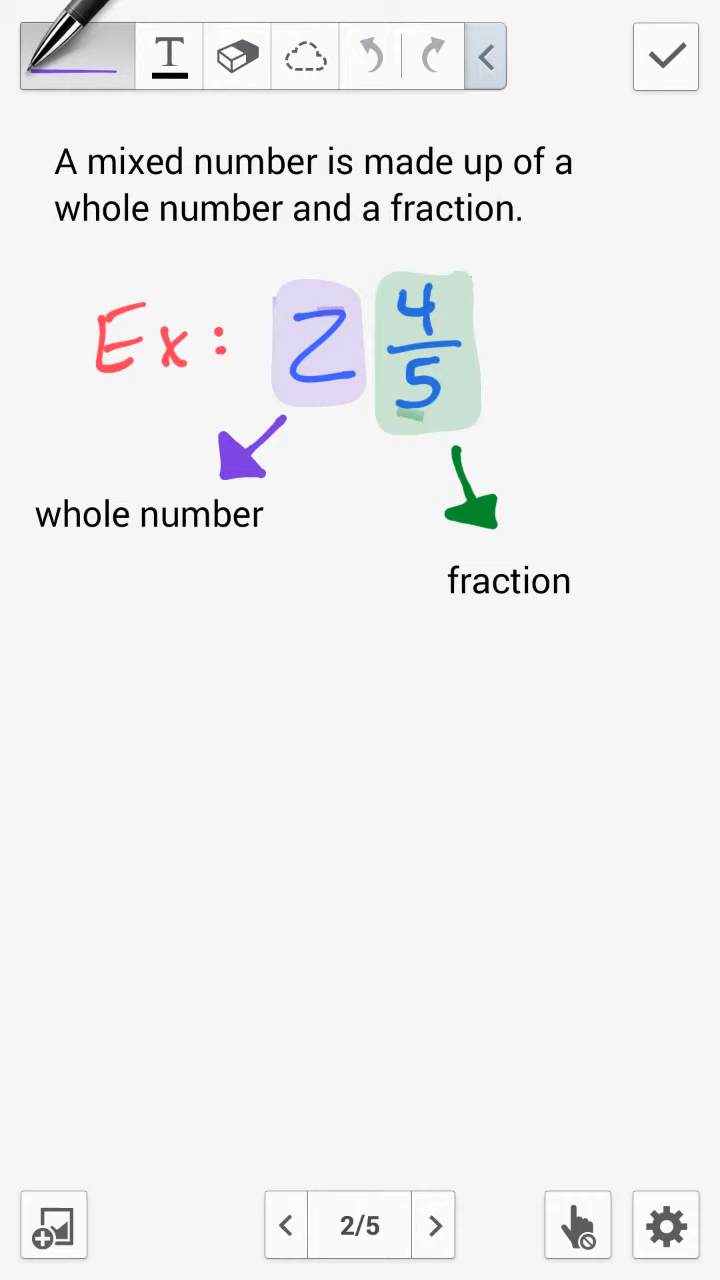 T
A mixed number is made up of a
whole number and a fraction.
Ex: 2 4/5
whole number
fraction
2/5